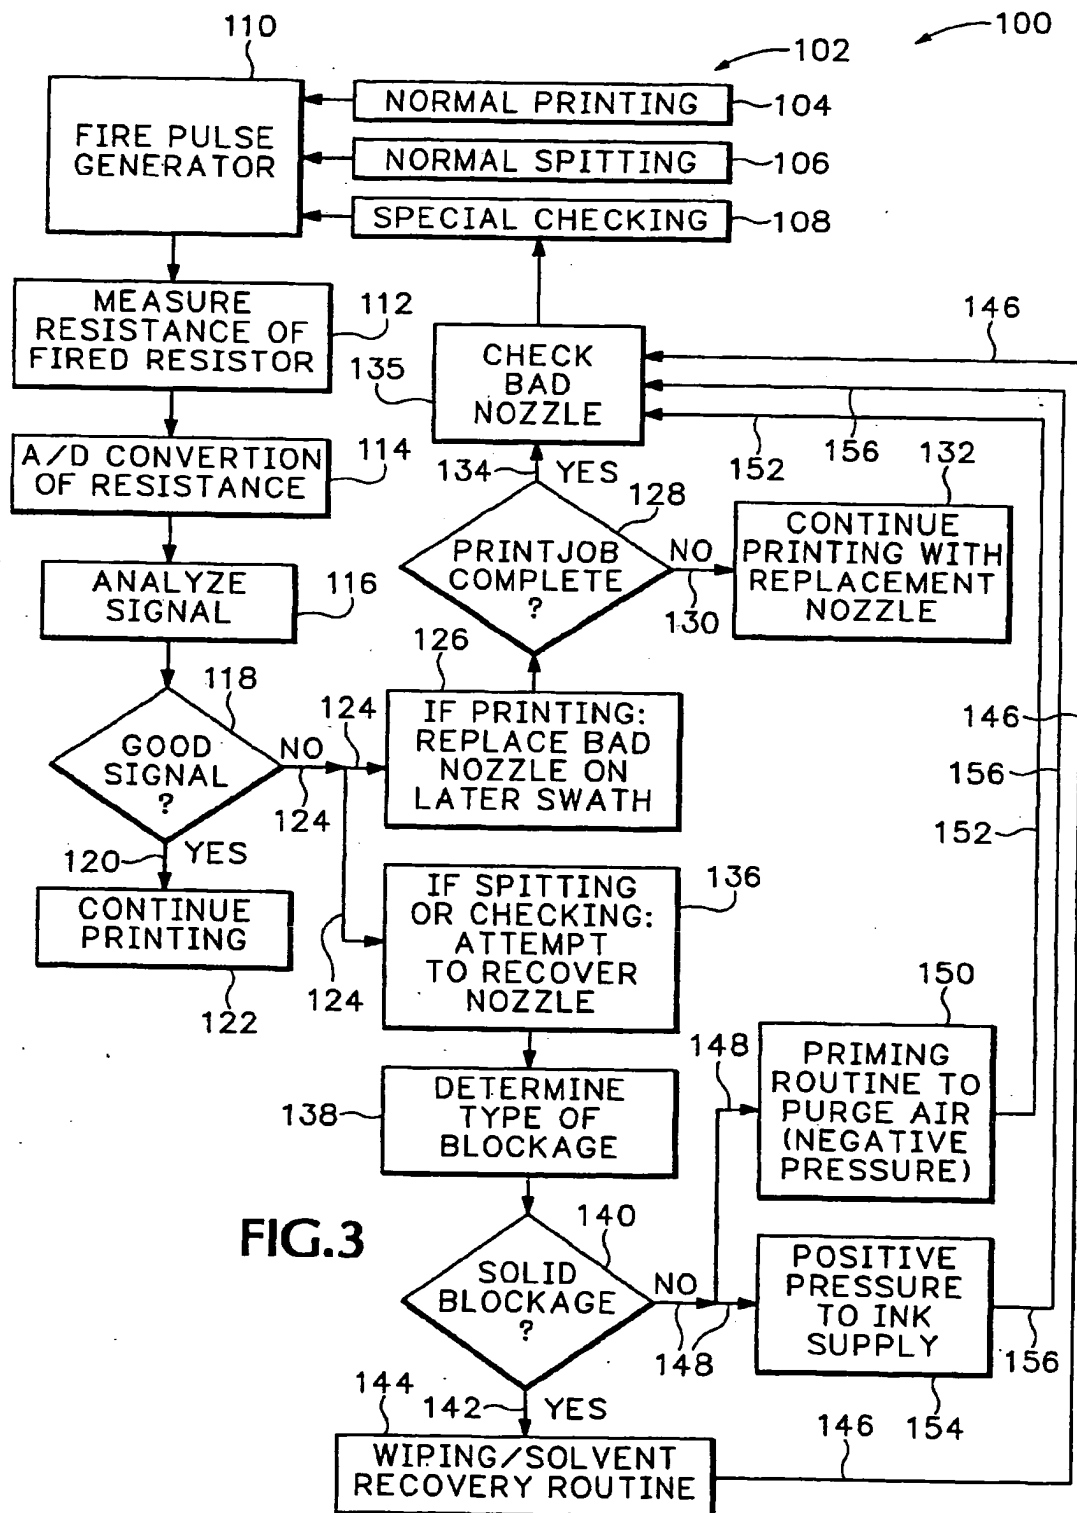 100
102
110
FIRE PULSE
GENERATOR
NORMAL PRINTING
104
NORMAL SPITTING
106
SPECIAL CHECKING
108
MEASURE
RESISTANCE OF
FIRED RESISTOR
112
A/D CONVERTION
OF RESISTANCE
114
ANALYZE
SIGNAL
116
118
GOOD
SIGNAL
?
NO
124
124
124
120
YES
CONTINUE
PRINTING
122
CHECK
BAD
NOZZLE
135
146
156
152
134
YES
128
PRINTJOB
COMPLETE
?
NO
130
132
CONTINUE
PRINTING WITH
REPLACEMENT
NOZZLE
126
IF PRINTING:
REPLACE BAD
NOZZLE ON
LATER SWATH
146
156
152
IF SPITTING
OR CHECKING:
ATTEMPT
TO RECOVER
NOZZLE
136
DETERMINE
TYPE OF
BLOCKAGE
138
148
150
PRIMING
ROUTINE TO
PURGE AIR
(NEGATIVE
PRESSURE)
FIG.3
140
SOLID
BLOCKAGE
?
NO
148
POSITIVE
PRESSURE
TO INK
SUPPLY
156
154
142
YES
144
WIPING/SOLVENT
RECOVERY ROUTINE
146